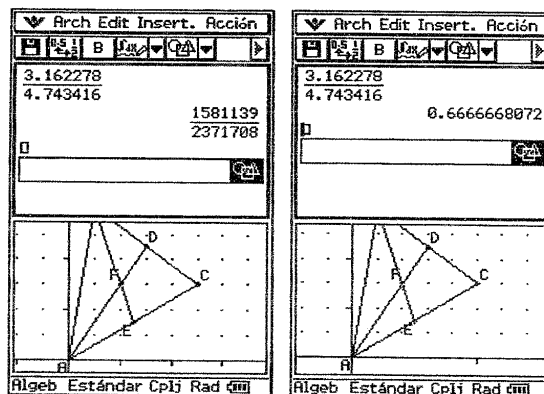 Arch Edit Insert. Acción
B
3.162278
4.743416
1581139
2371708
D
F
C
E
A
Algeb Estándar Cplj Rad
Arch Edit Insert. Acción
B
3.162278
4.743416
0.6666668072
D
F
C
E
A
Algeb Estándar Cplj Rad